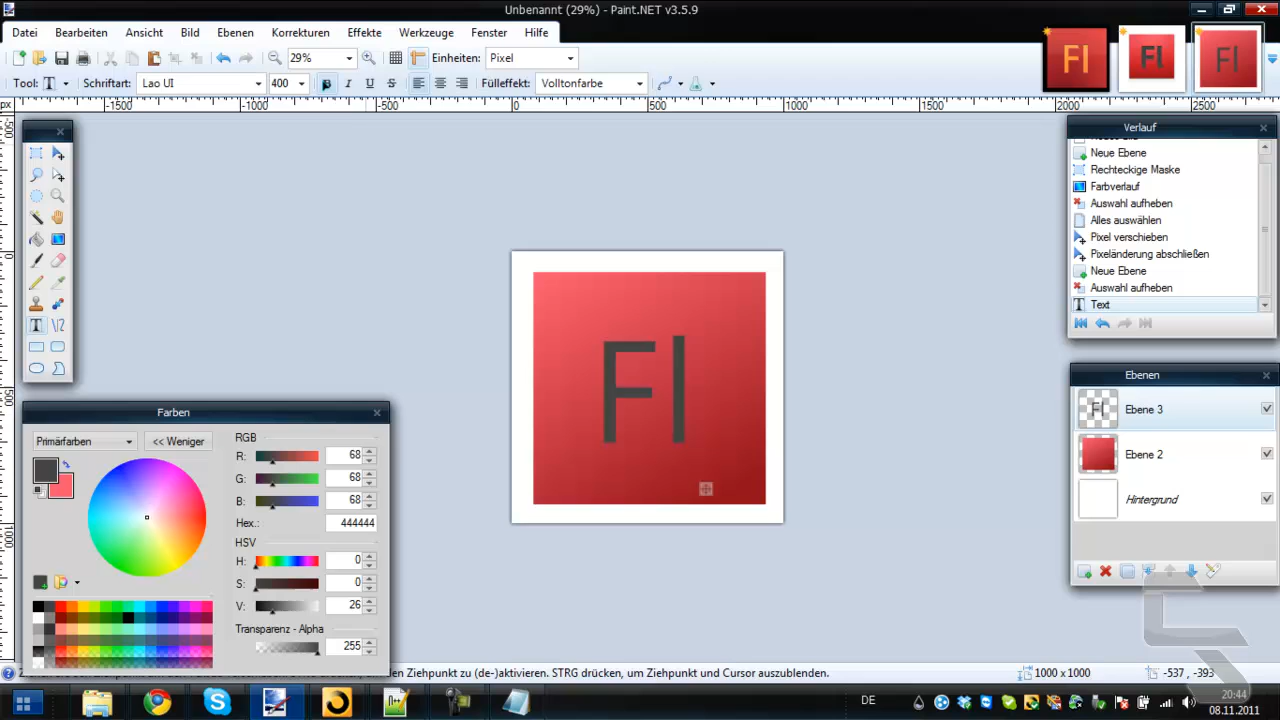 Unbenannt (29%) - Paint.NET v3.5.9
Datei Bearbeiten Ansicht Bild Ebenen Korrekturen Effekte Werkzeuge Fenster Hilfe
29% Einheiten: Pixel
Tool: T Schriftart: Lao UI 400 I U S Fülleffekt: Volltonfarbe
Fl Fl Fl
px -1500 -1000 -500 0 500 1000 1500 2000 2500
Verlauf
Neue Ebene
Rechteckige Maske
Farbverlauf
Auswahl aufheben
Alles auswählen
Pixel verschieben
Pixeländerung abschließen
Neue Ebene
Auswahl aufheben
Text
Fl
Ebenen
Ebene 3
Ebene 2
Hintergrund
Farben
Primärfarben
<< Weniger
RGB
R: 68
G: 68
B: 68
Hex.: 444444
HSV
H: 0
S: 0
V: 26
Transparenz - Alpha
255
den Ziehpunkt zu (de-)aktivieren. STRG drücken, um Ziehpunkt und Cursor auszublenden.
1000 x 1000 -537, -393
DE
20:44
08.11.2011